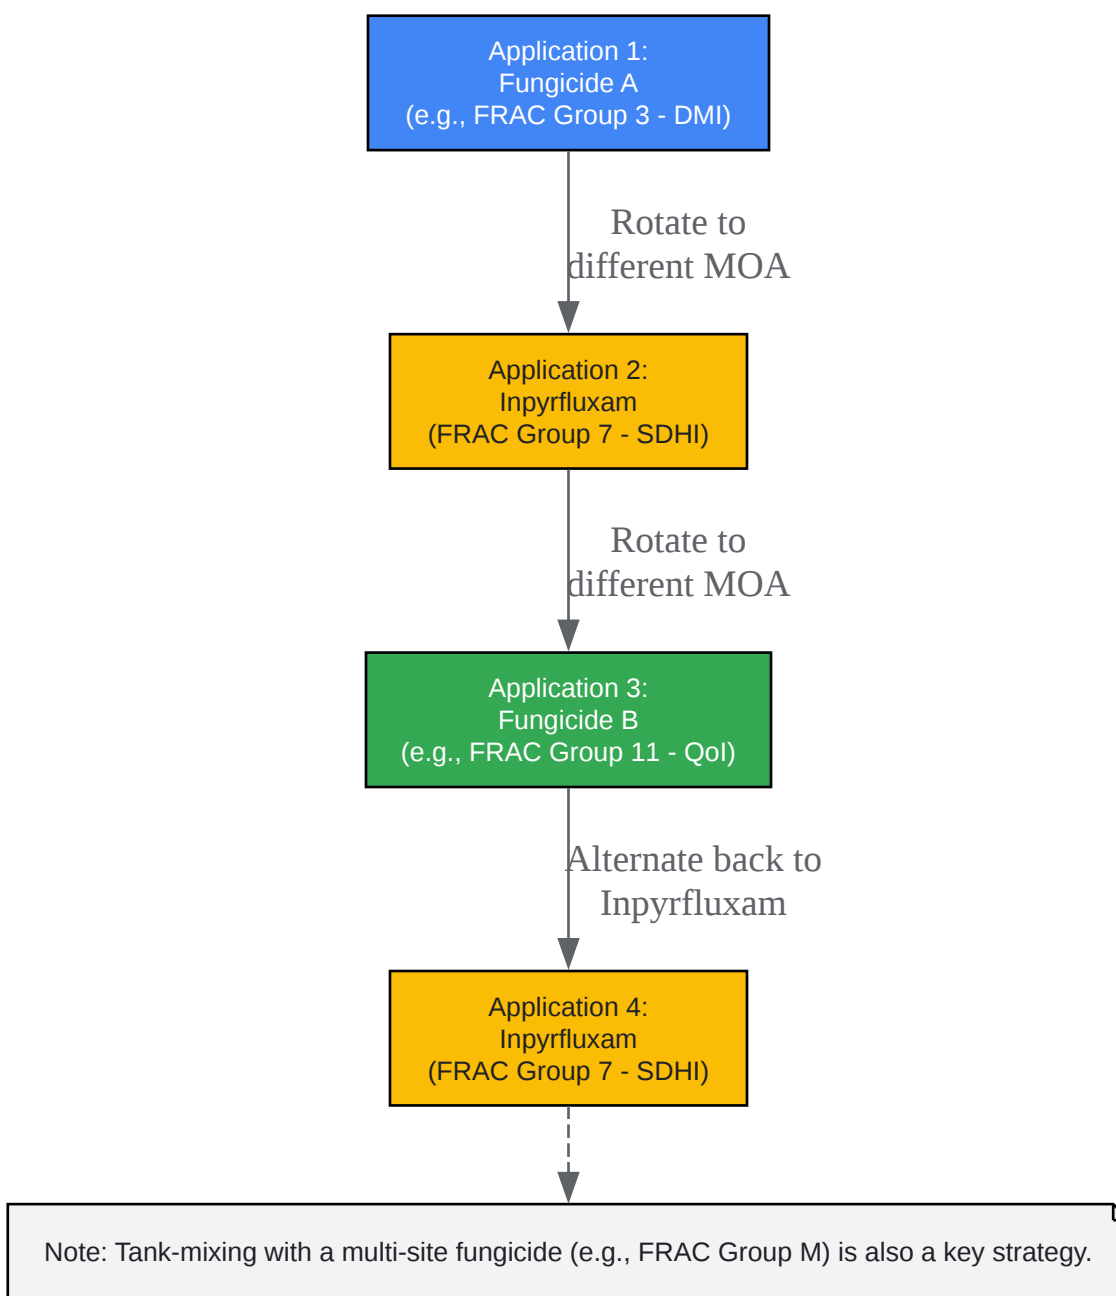 Application 1:
Fungicide A
(e.g., FRAC Group 3 - DMI)
Rotate to
different MOA
Application 2:
Inpyrfluxam
(FRAC Group 7 - SDHI)
Rotate to
different MOA
Application 3:
Fungicide B
(e.g., FRAC Group 11 - QoI)
Alternate back to
Inpyrfluxam
Application 4:
Inpyrfluxam
(FRAC Group 7 - SDHI)
Note: Tank-mixing with a multi-site fungicide (e.g., FRAC Group M) is also a key strategy.